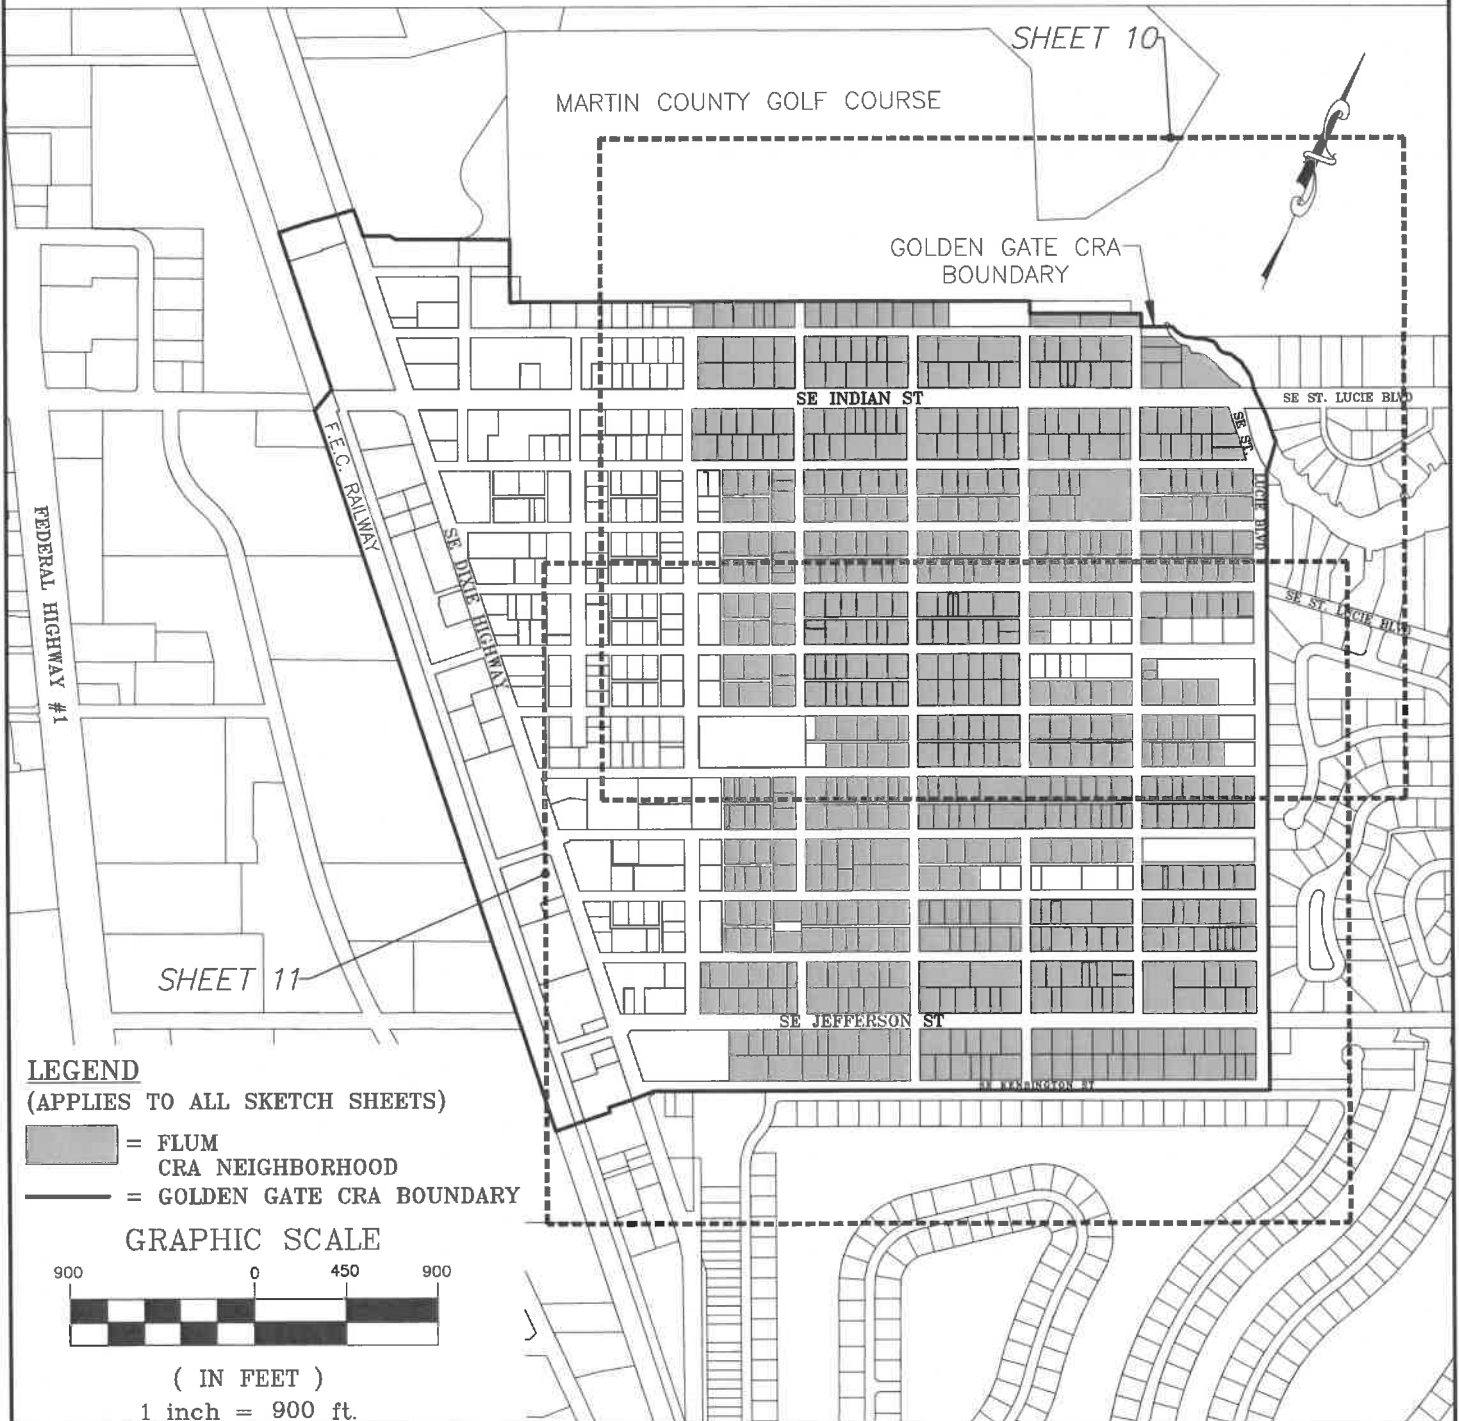 SHEET 10
MARTIN COUNTY GOLF COURSE
GOLDEN GATE CRA
BOUNDARY
SE INDIAN ST
SE ST. LUCIE BLVD
SE ST.
LUCIE BLVD
F.E.C. RAILWAY
SE DIXIE HIGHWAY
FEDERAL HIGHWAY #1
SE ST. LUCIE BLVD
SHEET 11
SE JEFFERSON ST
SE KENSINGTON ST
LEGEND
(APPLIES TO ALL SKETCH SHEETS)
= FLUM
CRA NEIGHBORHOOD
= GOLDEN GATE CRA BOUNDARY
GRAPHIC SCALE
900 0 450 900
( IN FEET )
1 inch = 900 ft.